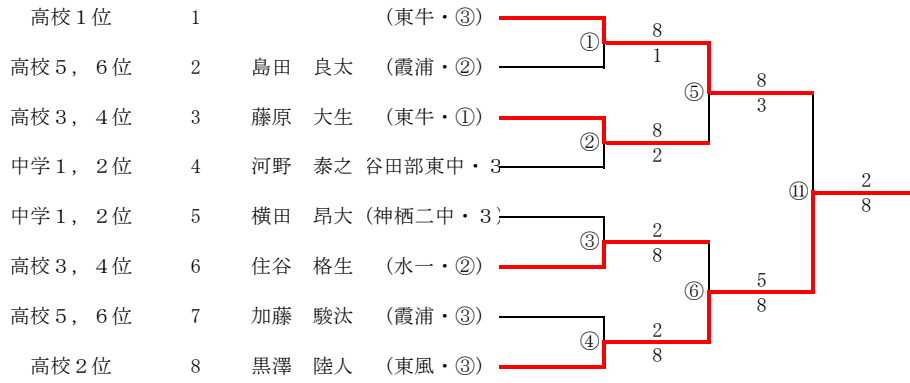 高校１位 1 (東牛・③)
① 8
1
高校５，６位 2 島田 良太 (霞浦・②)
⑤ 8
3
高校３，４位 3 藤原 大生 (東牛・①)
② 8
2
中学１，２位 4 河野 泰之 谷田部東中・３
⑪ 2
8
中学１，２位 5 横田 昂大 (神栖二中・３)
③ 2
8
高校３，４位 6 住谷 格生 (水一・②)
⑥ 5
8
高校５，６位 7 加藤 駿汰 (霞浦・③)
④ 2
8
高校２位 8 黒澤 陸人 (東風・③)